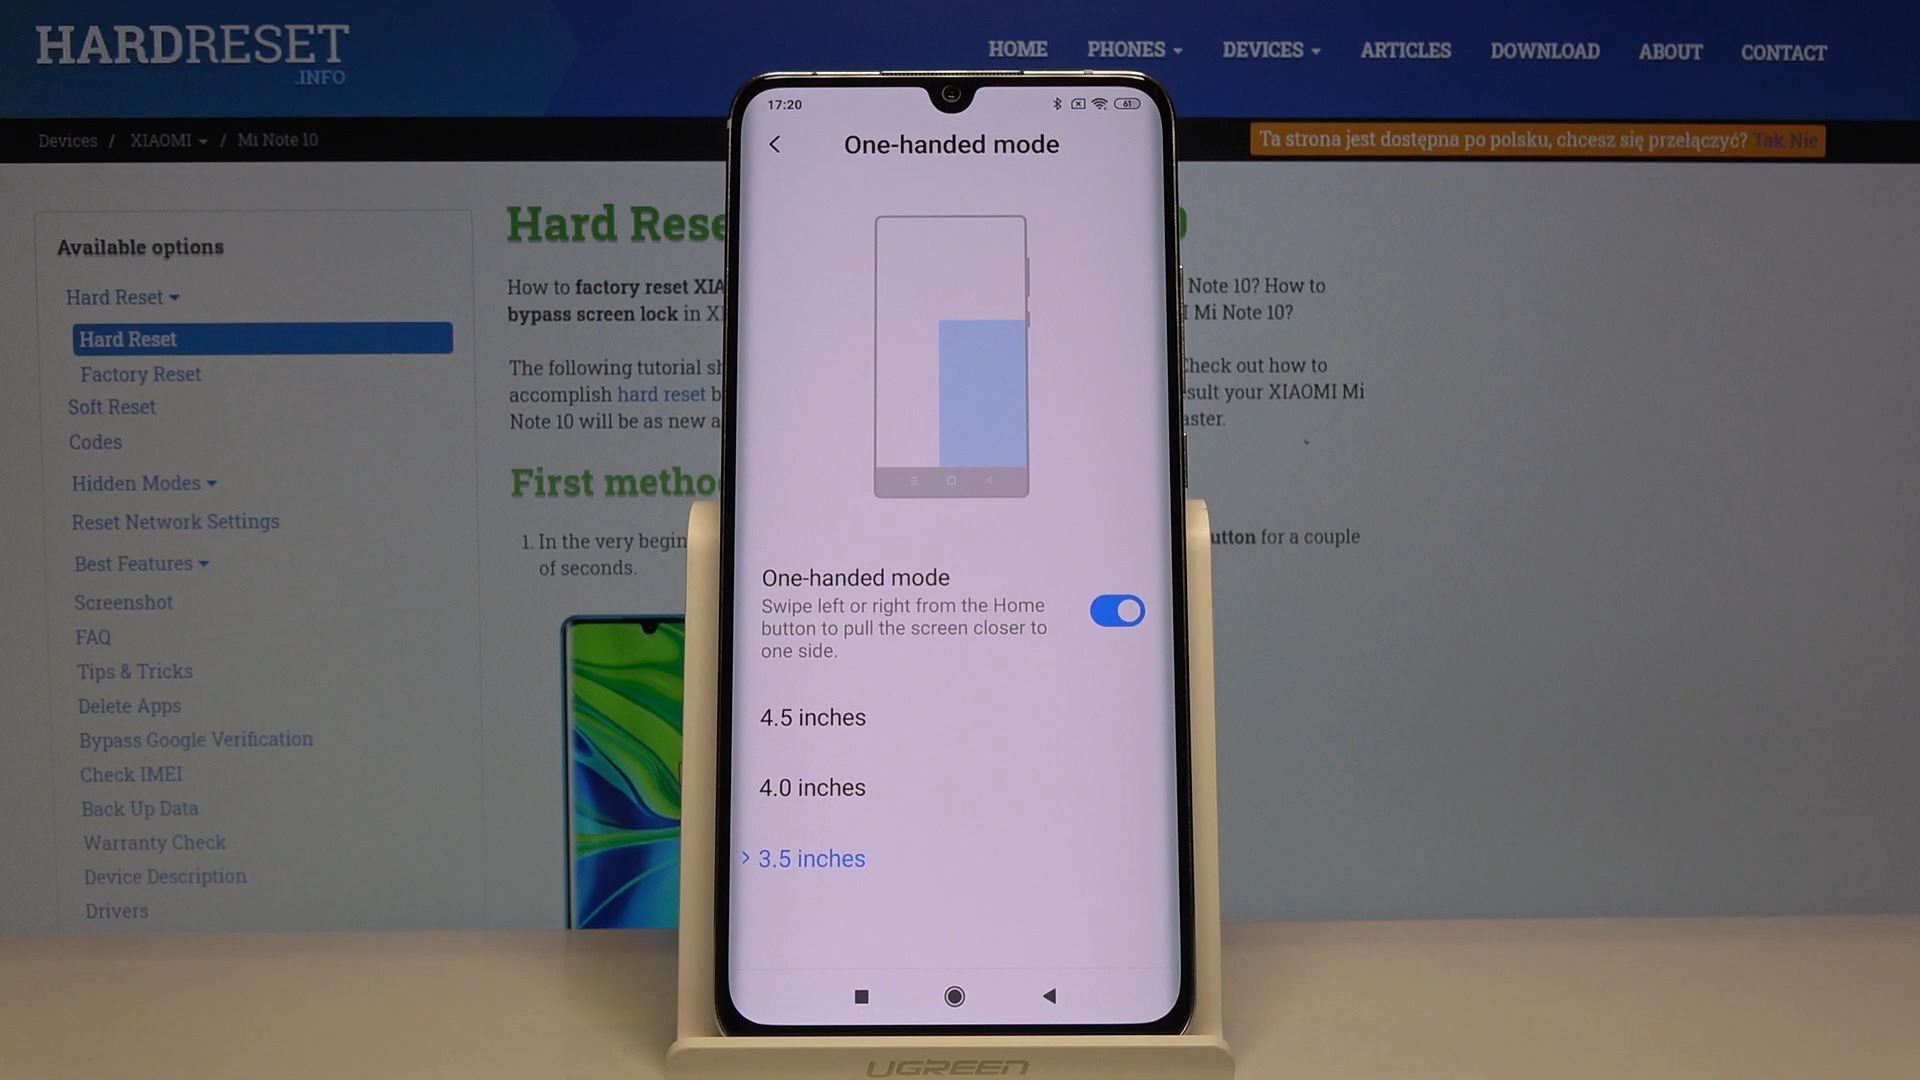 HARDRESET
.INFO
HOME PHONES DEVICES ARTICLES DOWNLOAD ABOUT CONTACT
Devices / XIAOMI / Mi Note 10
Ta strona jest dostępna po polsku, chcesz się przełączyć? Tak Nie
Available options
Hard Reset
Hard Reset
Factory Reset
Soft Reset
Codes
Hidden Modes
Reset Network Settings
Best Features
Screenshot
FAQ
Tips & Tricks
Delete Apps
Bypass Google Verification
Check IMEI
Back Up Data
Warranty Check
Device Description
Drivers
Hard Rese
How to factory reset XIA
bypass screen lock in X
The following tutorial sh
accomplish hard reset b
Note 10 will be as new a
First metho
1. In the very begin
of seconds.
17:20
61
One-handed mode
One-handed mode
Swipe left or right from the Home
button to pull the screen closer to
one side.
4.5 inches
4.0 inches
3.5 inches
Note 10? How to
Mi Note 10?
Check out how to
sult your XIAOMI Mi
aster.
utton for a couple
UGREEN